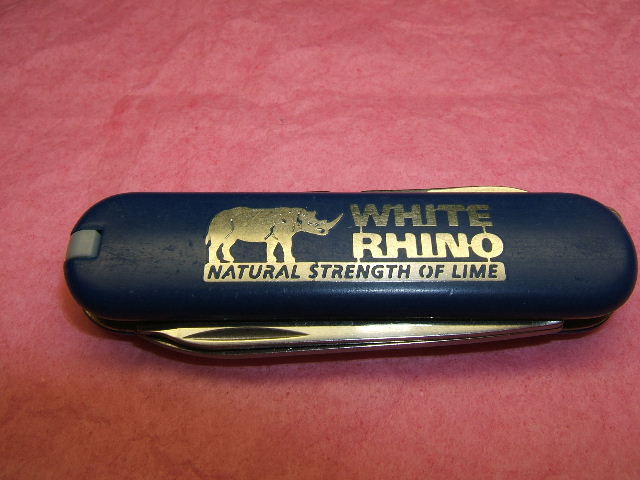 WHITE
RHINO
NATURAL STRENGTH OF LIME